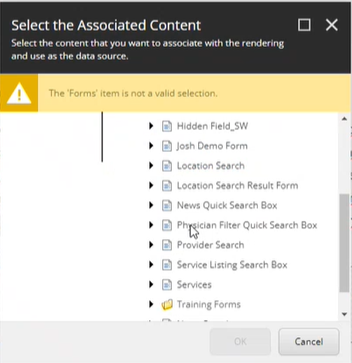 Select the Associated Content
Select the content that you want to associate with the rendering
and use as the data source.
The 'Forms' item is not a valid selection.
Hidden Field_SW
Josh Demo Form
Location Search
Location Search Result Form
News Quick Search Box
Physician Filter Quick Search Box
Provider Search
Service Listing Search Box
Services
Training Forms
OK
Cancel